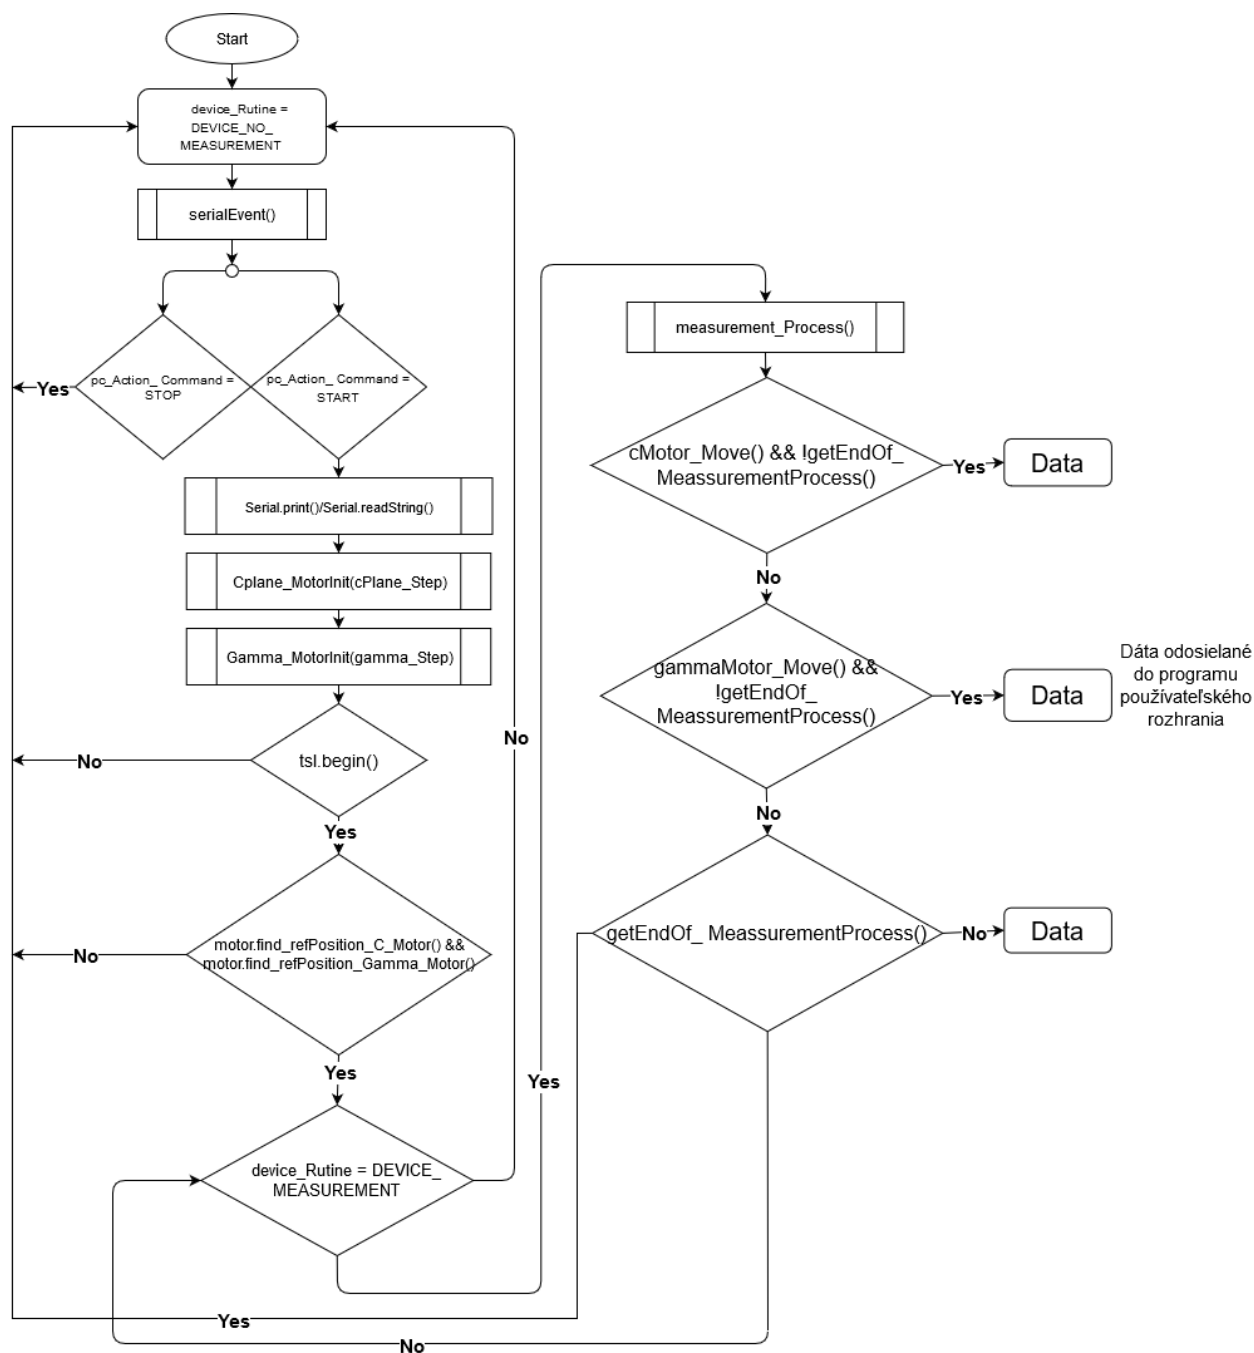 Start
device_Rutine =
DEVICE_NO_
MEASUREMENT
serialEvent()
pc_Action_ Command =
STOP
Yes
pc_Action_ Command =
START
Serial.print()/Serial.readString()
Cplane_MotorInit(cPlane_Step)
Gamma_MotorInit(gamma_Step)
tsl.begin()
No
Yes
motor.find_refPosition_C_Motor() &&
motor.find_refPosition_Gamma_Motor()
No
Yes
device_Rutine = DEVICE_
MEASUREMENT
No
Yes
measurement_Process()
cMotor_Move() && !getEndOf_
MeassurementProcess()
Yes
Data
No
gammaMotor_Move() &&
!getEndOf_
MeassurementProcess()
Yes
Data
Dáta odosielané
do programu
používateľského
rozhrania
No
getEndOf_ MeassurementProcess()
No
Data
Yes
No